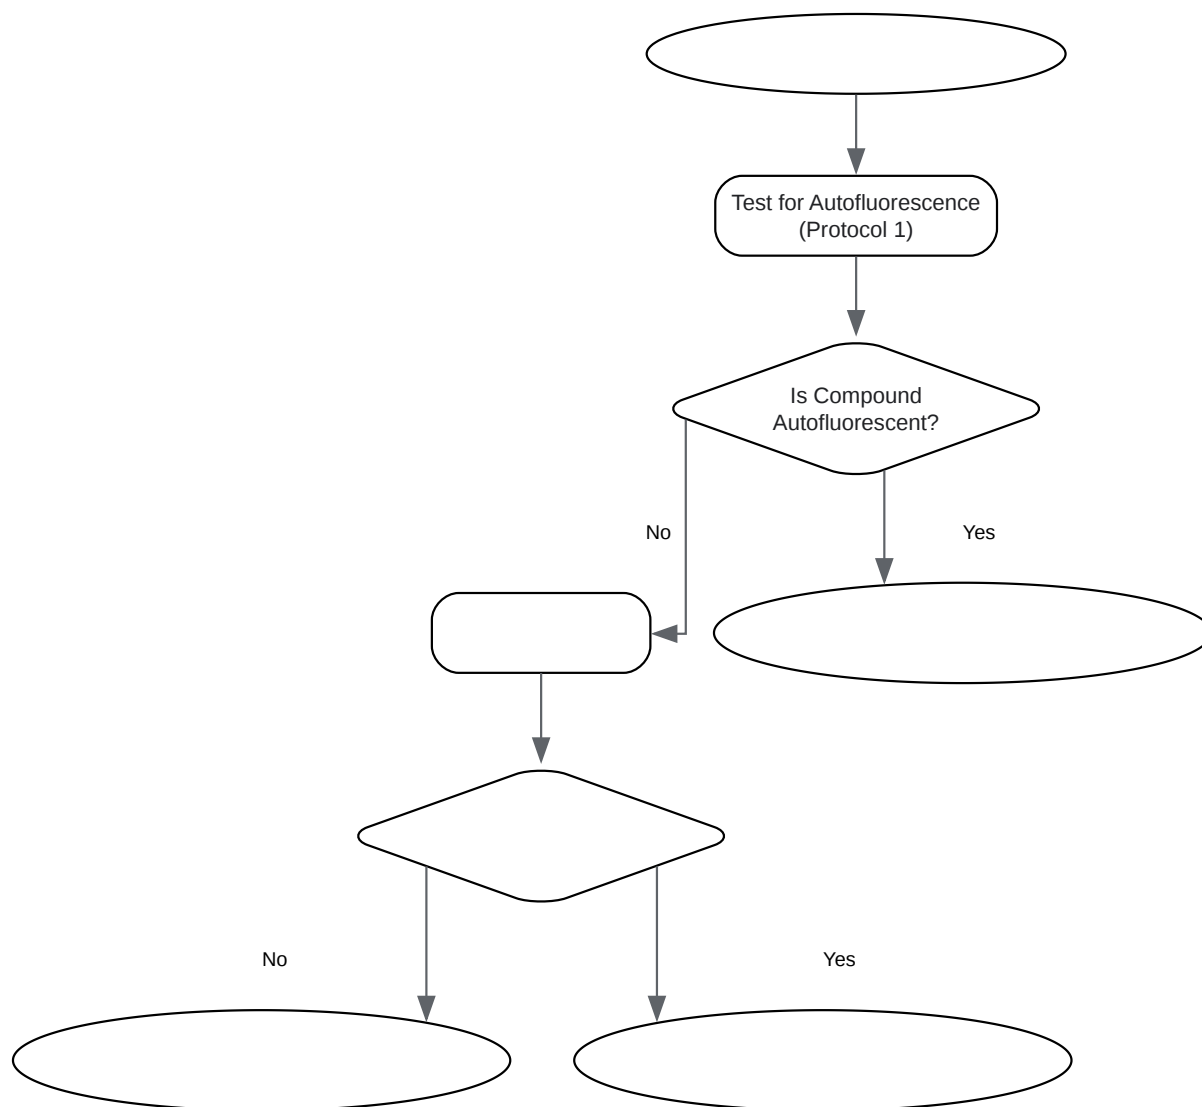 Test for Autofluorescence
(Protocol 1)
Is Compound
Autofluorescent?
No
Yes
No
Yes